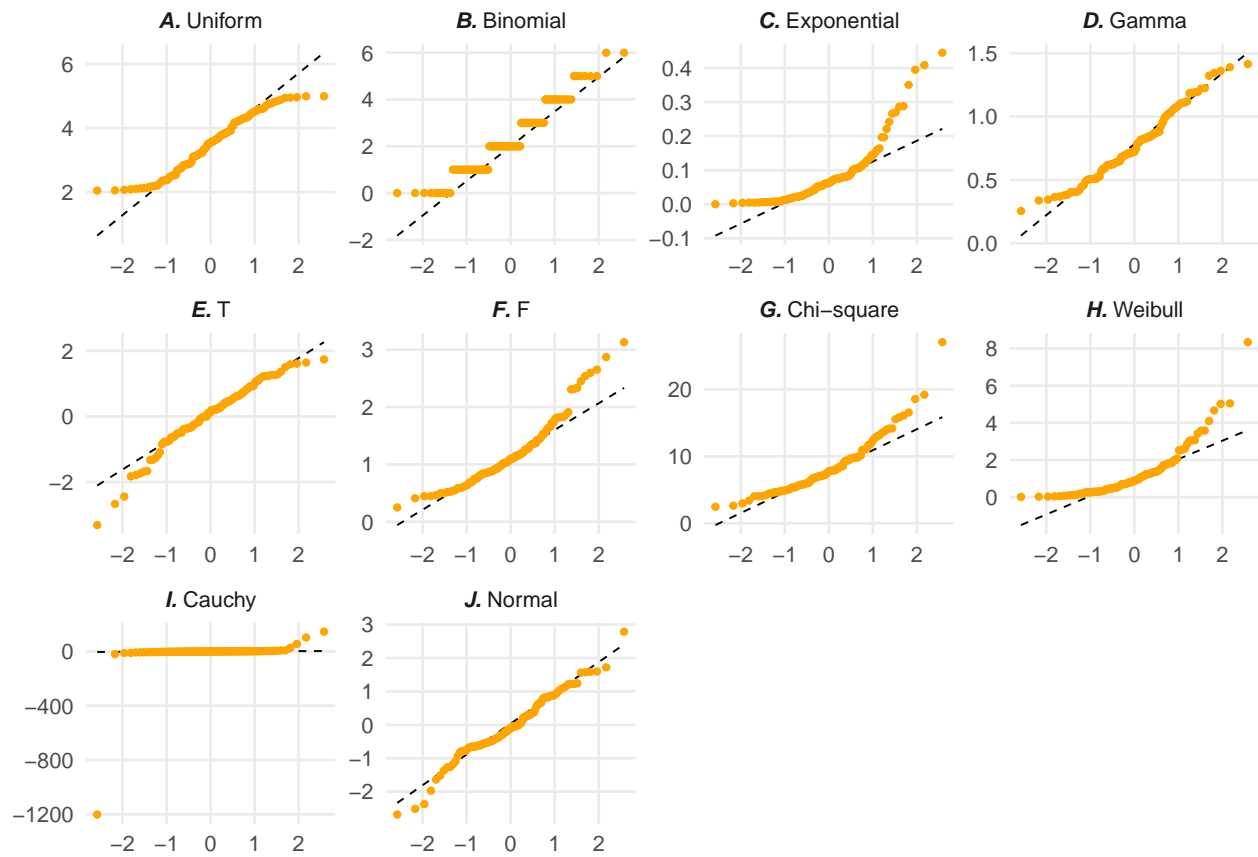 A. Uniform
B. Binomial
C. Exponential
D. Gamma
6
4
2
−2 −1 0 1 2
6
4
2
0
−2
−2 −1 0 1 2
0.4
0.3
0.2
0.1
0.0
−0.1
−2 −1 0 1 2
1.5
1.0
0.5
0.0
−2 −1 0 1 2
E. T
F. F
G. Chi−square
H. Weibull
2
0
−2
−2 −1 0 1 2
3
2
1
0
−2 −1 0 1 2
20
10
0
−2 −1 0 1 2
8
6
4
2
0
−2 −1 0 1 2
I. Cauchy
J. Normal
0
−400
−800
−1200
−2 −1 0 1 2
3
2
1
0
−1
−2
−2 −1 0 1 2